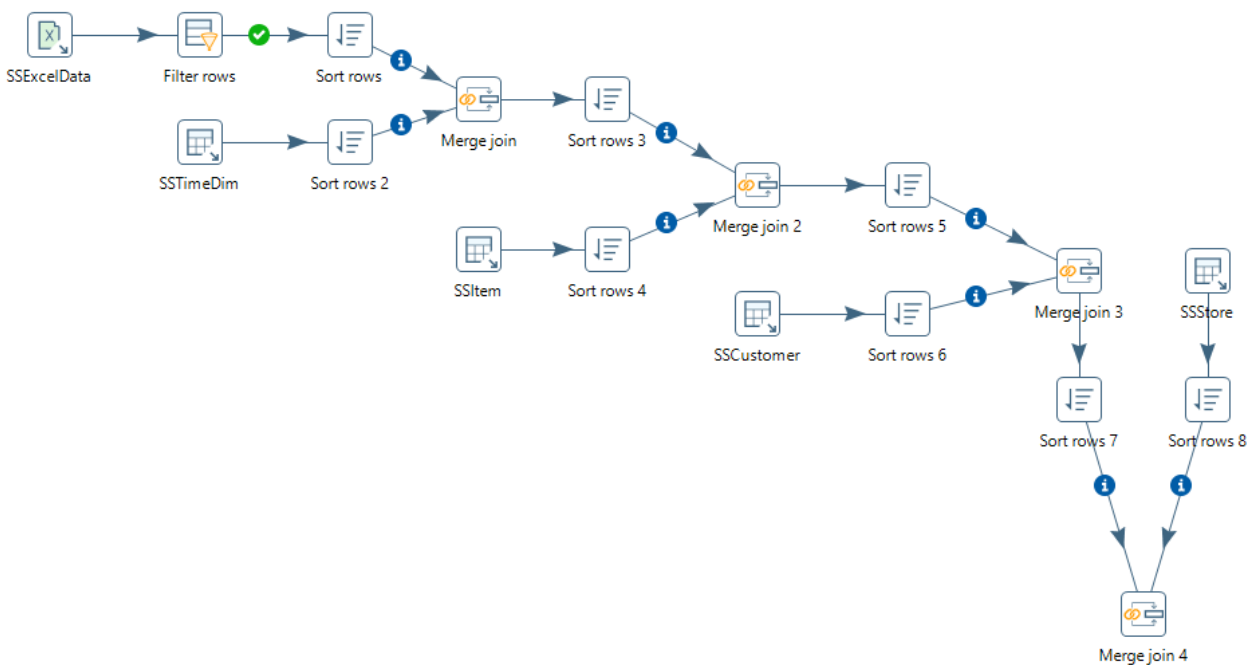 SSExcelData
Filter rows
Sort rows
Merge join
Sort rows 3
SSTimeDim
Sort rows 2
Merge join 2
Sort rows 5
SSItem
Sort rows 4
Merge join 3
SSStore
SSCustomer
Sort rows 6
Sort rows 7
Sort rows 8
Merge join 4